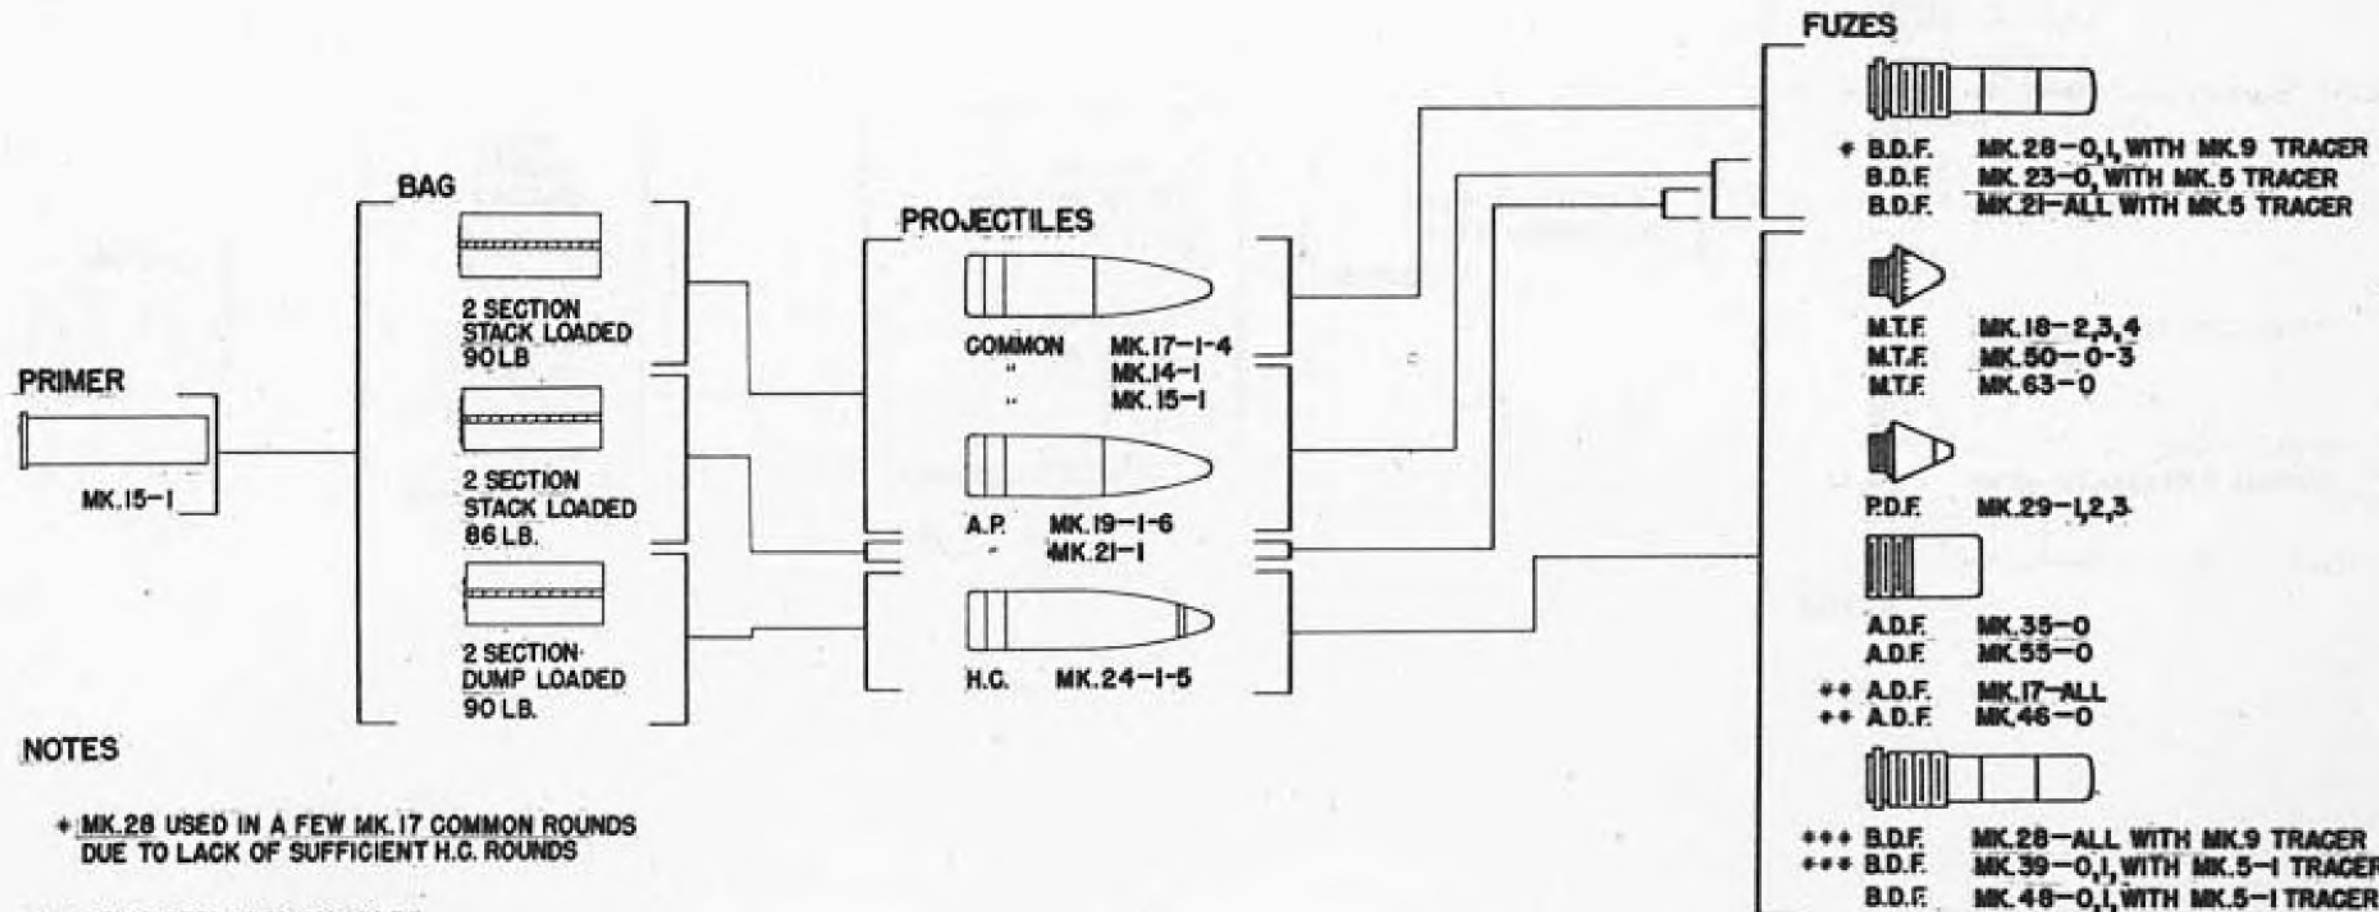 FUZES
* B.D.F. MK.28-0,1, WITH MK.9 TRACER
B.D.F. MK.23-0, WITH MK.5 TRACER
B.D.F. MK.21-ALL WITH MK.5 TRACER
M.T.F. MK.18-2,3,4
M.T.F. MK.50-0-3
M.T.F. MK.63-0
P.D.F. MK.29-1,2,3
A.D.F. MK.35-0
A.D.F. MK.55-0
** A.D.F. MK.17-ALL
** A.D.F. MK.46-0
*** B.D.F. MK.28-ALL WITH MK.9 TRACER
*** B.D.F. MK.39-0,1, WITH MK.5-1 TRACER
B.D.F. MK.48-0,1, WITH MK.5-1 TRACER
BAG
2 SECTION
STACK LOADED
90 LB
2 SECTION
STACK LOADED
86 LB.
2 SECTION
DUMP LOADED
90 LB.
PROJECTILES
COMMON MK.17-1-4
" MK.14-1
" MK.15-1
A.P. MK.19-1-6
" MK.21-1
H.C. MK.24-1-5
PRIMER
MK.15-1
NOTES
* MK.28 USED IN A FEW MK.17 COMMON ROUNDS
DUE TO LACK OF SUFFICIENT H.C. ROUNDS